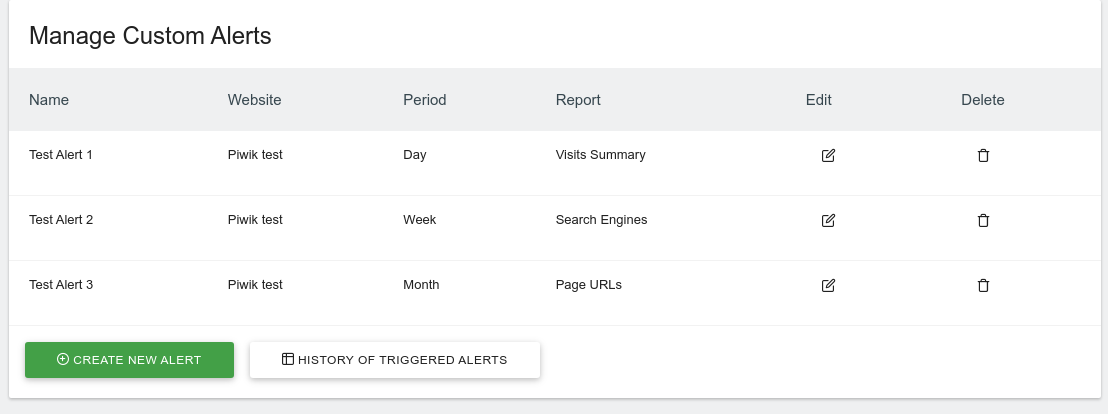 Manage Custom Alerts
Name Website Period Report Edit Delete
Test Alert 1 Piwik test Day Visits Summary
Test Alert 2 Piwik test Week Search Engines
Test Alert 3 Piwik test Month Page URLs
CREATE NEW ALERT HISTORY OF TRIGGERED ALERTS